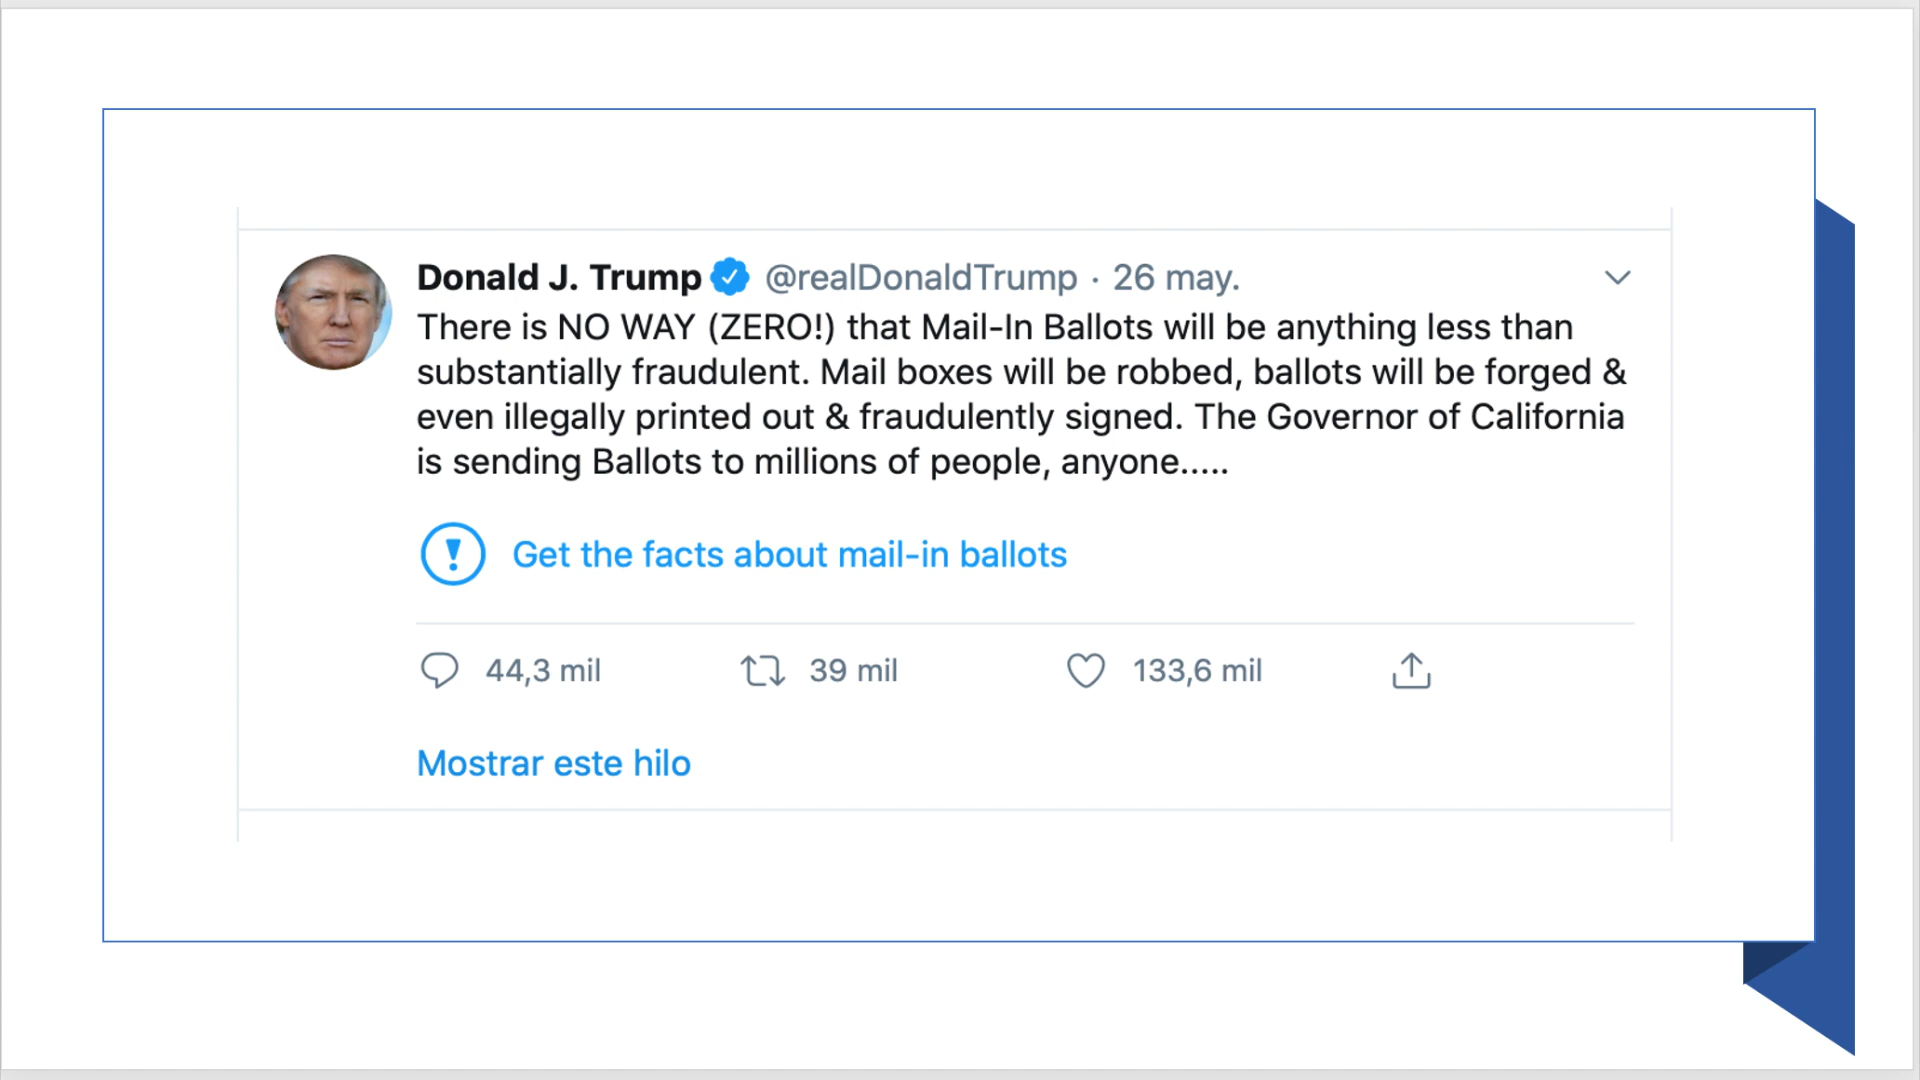 Donald J. Trump @realDonaldTrump · 26 may.
There is NO WAY (ZERO!) that Mail-In Ballots will be anything less than
substantially fraudulent. Mail boxes will be robbed, ballots will be forged &
even illegally printed out & fraudulently signed. The Governor of California
is sending Ballots to millions of people, anyone.....
Get the facts about mail-in ballots
44,3 mil 39 mil 133,6 mil
Mostrar este hilo